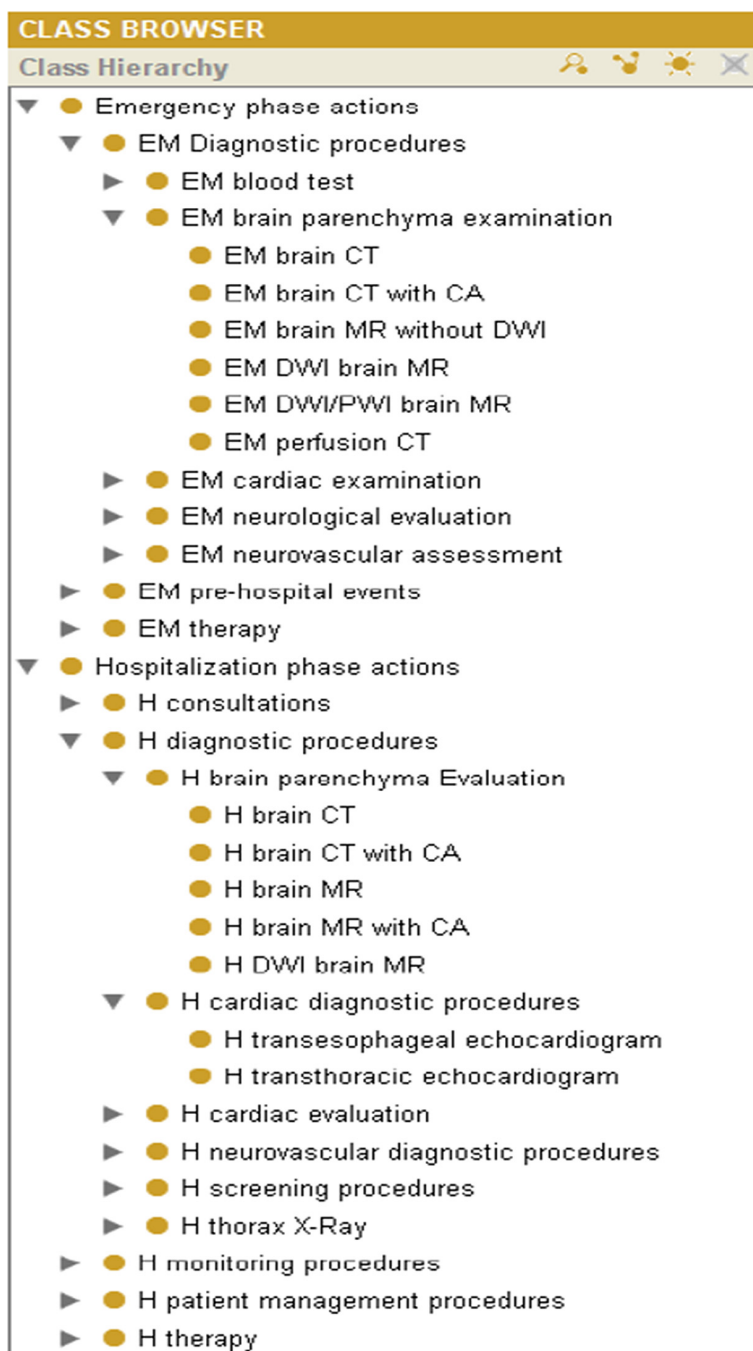 CLASS BROWSER
Class Hierarchy
Emergency phase actions
EM Diagnostic procedures
EM blood test
EM brain parenchyma examination
EM brain CT
EM brain CT with CA
EM brain MR without DWI
EM DWI brain MR
EM DWI/PWI brain MR
EM perfusion CT
EM cardiac examination
EM neurological evaluation
EM neurovascular assessment
EM pre-hospital events
EM therapy
Hospitalization phase actions
H consultations
H diagnostic procedures
H brain parenchyma Evaluation
H brain CT
H brain CT with CA
H brain MR
H brain MR with CA
H DWI brain MR
H cardiac diagnostic procedures
H transesophageal echocardiogram
H transthoracic echocardiogram
H cardiac evaluation
H neurovascular diagnostic procedures
H screening procedures
H thorax X-Ray
H monitoring procedures
H patient management procedures
H therapy